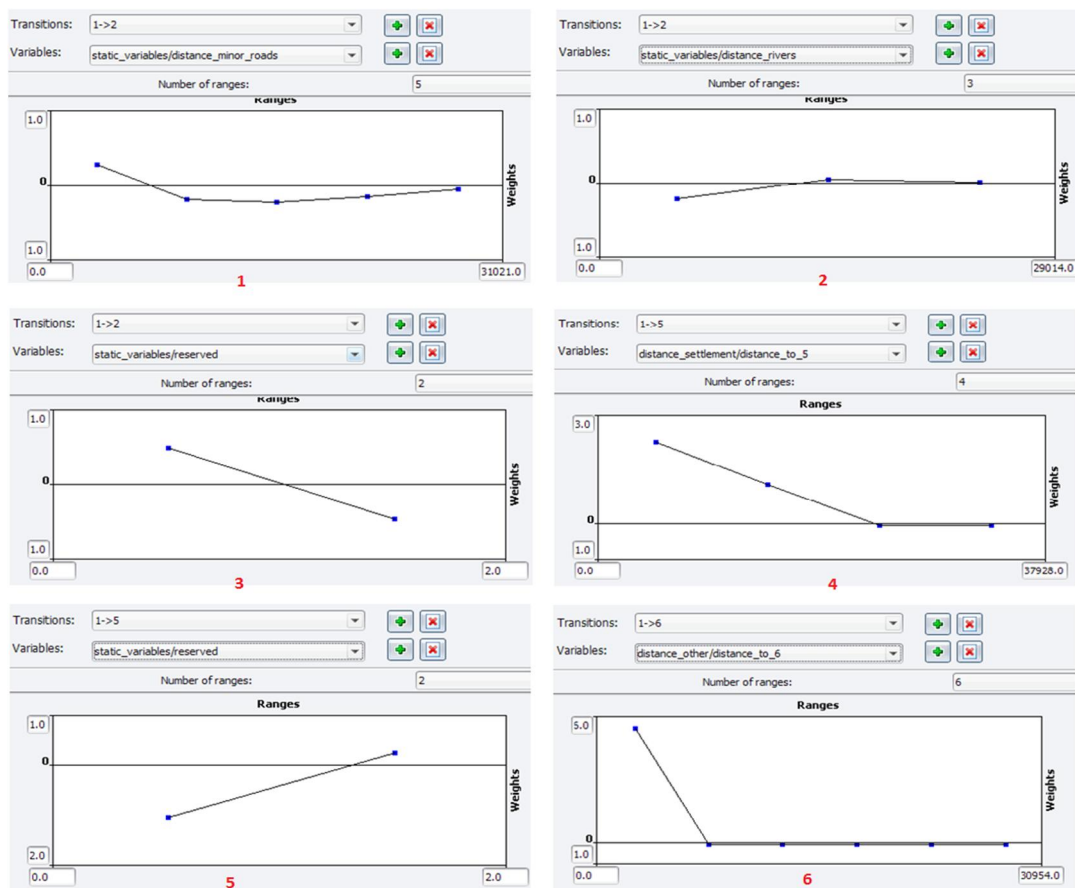 Transitions: 1->2
Variables: static_variables/distance_minor_roads
Number of ranges: 5
Ranges
1.0
0
Weights
1.0
0.0 31021.0
1
Transitions: 1->2
Variables: static_variables/distance_rivers
Number of ranges: 3
Ranges
1.0
0
Weights
1.0
0.0 29014.0
2
Transitions: 1->2
Variables: static_variables/reserved
Number of ranges: 2
Ranges
1.0
0
Weights
1.0
0.0 2.0
3
Transitions: 1->5
Variables: distance_settlement/distance_to_5
Number of ranges: 4
Ranges
3.0
0
Weights
1.0
0.0 37928.0
4
Transitions: 1->5
Variables: static_variables/reserved
Number of ranges: 2
Ranges
1.0
0
Weights
2.0
0.0 2.0
5
Transitions: 1->6
Variables: distance_other/distance_to_6
Number of ranges: 6
Ranges
5.0
0
Weights
1.0
0.0 30954.0
6